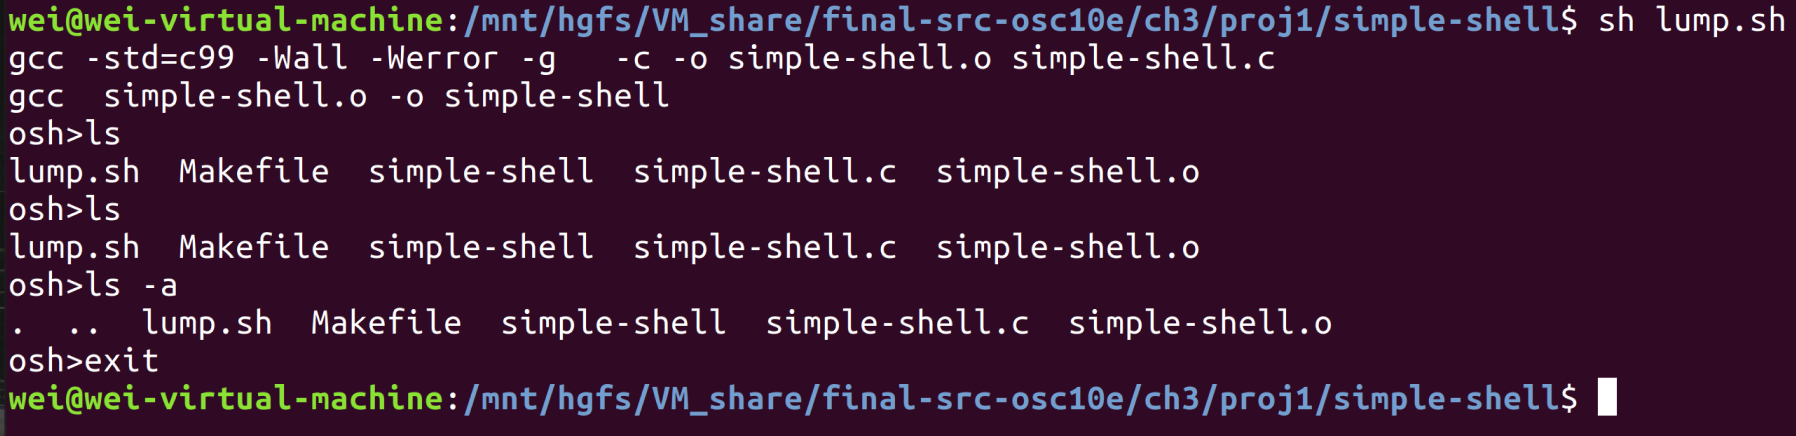 wei@wei-virtual-machine:/mnt/hgfs/VM_share/final-src-osc10e/ch3/proj1/simple-shell$ sh lump.sh
gcc -std=c99 -Wall -Werror -g   -c -o simple-shell.o simple-shell.c
gcc  simple-shell.o -o simple-shell
osh>ls
lump.sh  Makefile  simple-shell  simple-shell.c  simple-shell.o
osh>ls
lump.sh  Makefile  simple-shell  simple-shell.c  simple-shell.o
osh>ls -a
.  ..  lump.sh  Makefile  simple-shell  simple-shell.c  simple-shell.o
osh>exit
wei@wei-virtual-machine:/mnt/hgfs/VM_share/final-src-osc10e/ch3/proj1/simple-shell$